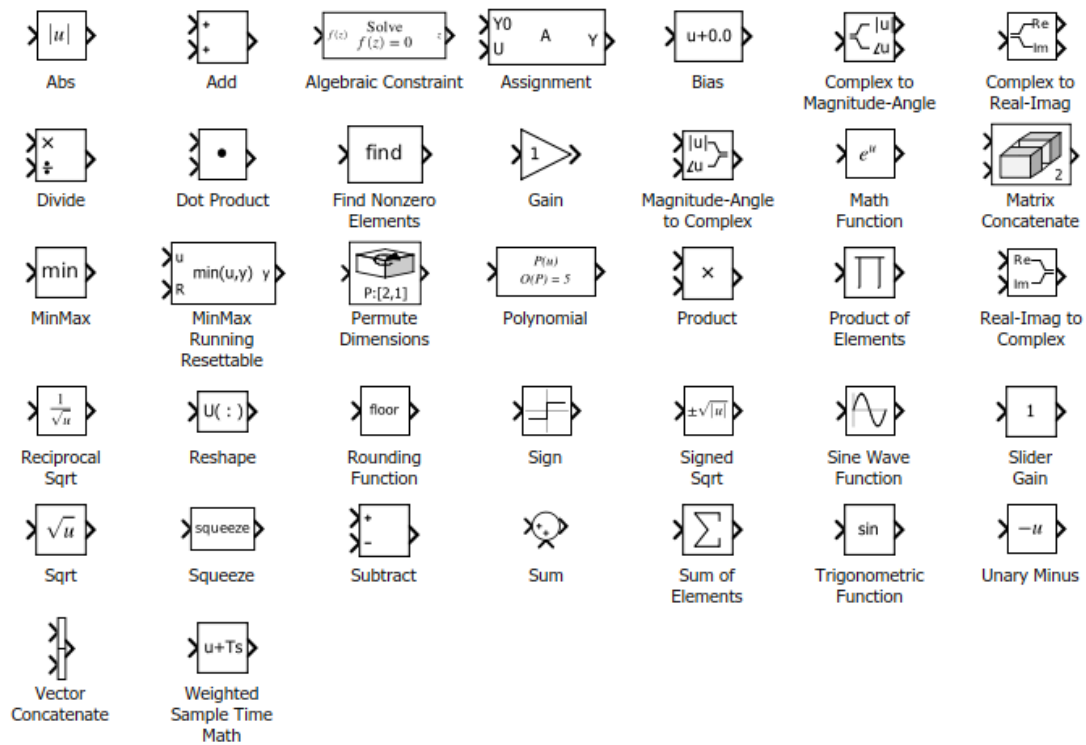 |u|
+
+
f(z) Solve f(z) = 0 z
Y0
U A Y
u+0.0
|u|
∠u
Re
Im
Abs Add Algebraic Constraint Assignment Bias Complex to Magnitude-Angle Complex to Real-Imag
×
÷
•
find
1
|u|
∠u
e^u
2
Divide Dot Product Find Nonzero Elements Gain Magnitude-Angle to Complex Math Function Matrix Concatenate
min
u
R min(u,y) y
P:[2,1]
P(u)
O(P) = 5
×
∏
Re
Im
MinMax MinMax Running Resettable Permute Dimensions Polynomial Product Product of Elements Real-Imag to Complex
1/√u
U( : )
floor
±√|u|
1
Reciprocal Sqrt Reshape Rounding Function Sign Signed Sqrt Sine Wave Function Slider Gain
√u
squeeze
+
−
+
+
∑
sin
−u
Sqrt Squeeze Subtract Sum Sum of Elements Trigonometric Function Unary Minus
u+Ts
Vector Concatenate Weighted Sample Time Math